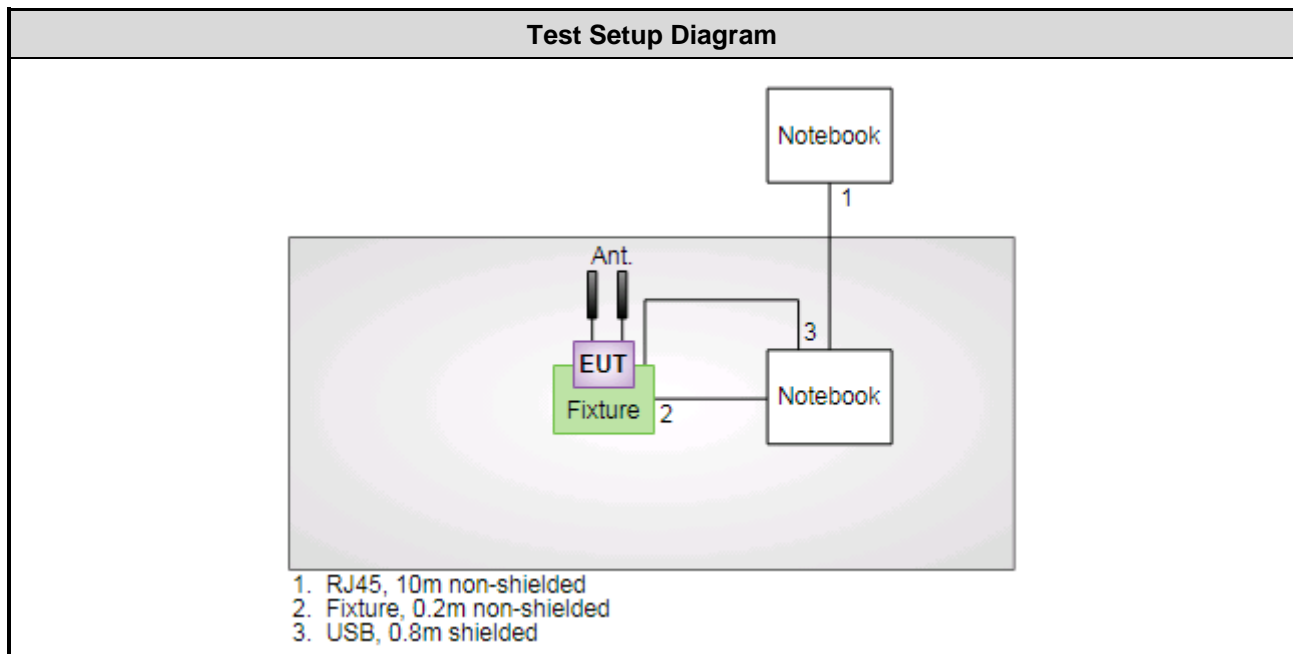 Test Setup Diagram
Notebook
1
Ant.
3
EUT
Notebook
Fixture
2
1. RJ45, 10m non-shielded
2. Fixture, 0.2m non-shielded
3. USB, 0.8m shielded